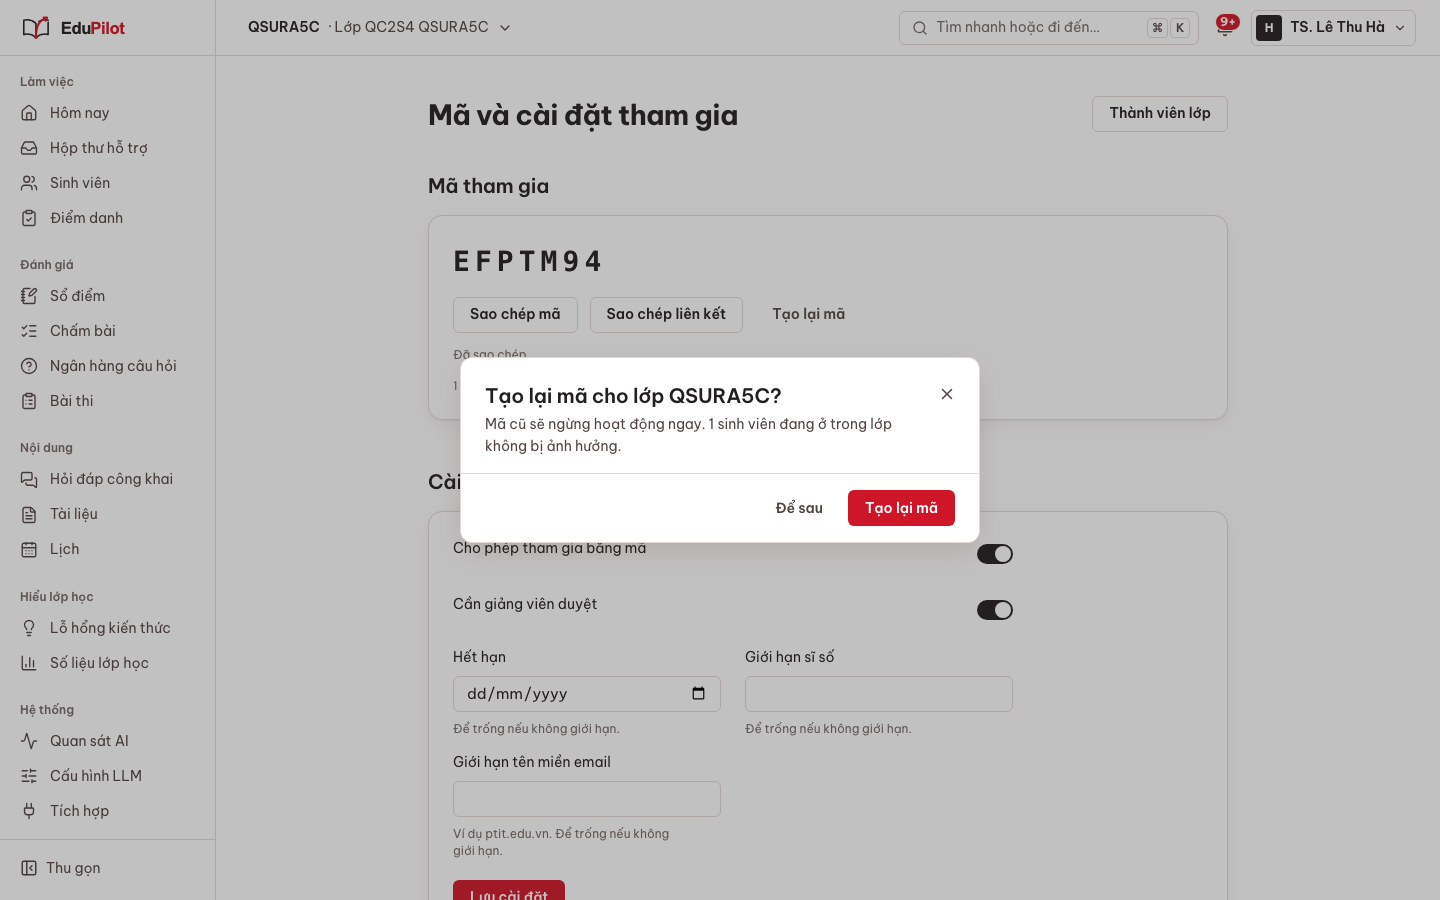 EduPilot
QSURA5C · Lớp QC2S4 QSURA5C
Tìm nhanh hoặc đi đến...
⌘ K
9+
H TS. Lê Thu Hà
Làm việc
Hôm nay
Hộp thư hỗ trợ
Sinh viên
Điểm danh
Đánh giá
Sổ điểm
Chấm bài
Ngân hàng câu hỏi
Bài thi
Nội dung
Hỏi đáp công khai
Tài liệu
Lịch
Hiểu lớp học
Lỗ hổng kiến thức
Số liệu lớp học
Hệ thống
Quan sát AI
Cấu hình LLM
Tích hợp
Thu gọn
Mã và cài đặt tham gia
Thành viên lớp
Mã tham gia
EFPTM94
Sao chép mã
Sao chép liên kết
Tạo lại mã
Đã sao chép
1
Tạo lại mã cho lớp QSURA5C?
Mã cũ sẽ ngừng hoạt động ngay. 1 sinh viên đang ở trong lớp
không bị ảnh hưởng.
Để sau
Tạo lại mã
Cài
Cho phép tham gia bằng mã
Cần giảng viên duyệt
Hết hạn
Giới hạn sĩ số
dd/mm/yyyy
Để trống nếu không giới hạn.
Để trống nếu không giới hạn.
Giới hạn tên miền email
Ví dụ ptit.edu.vn. Để trống nếu không
giới hạn.
Lưu cài đặt